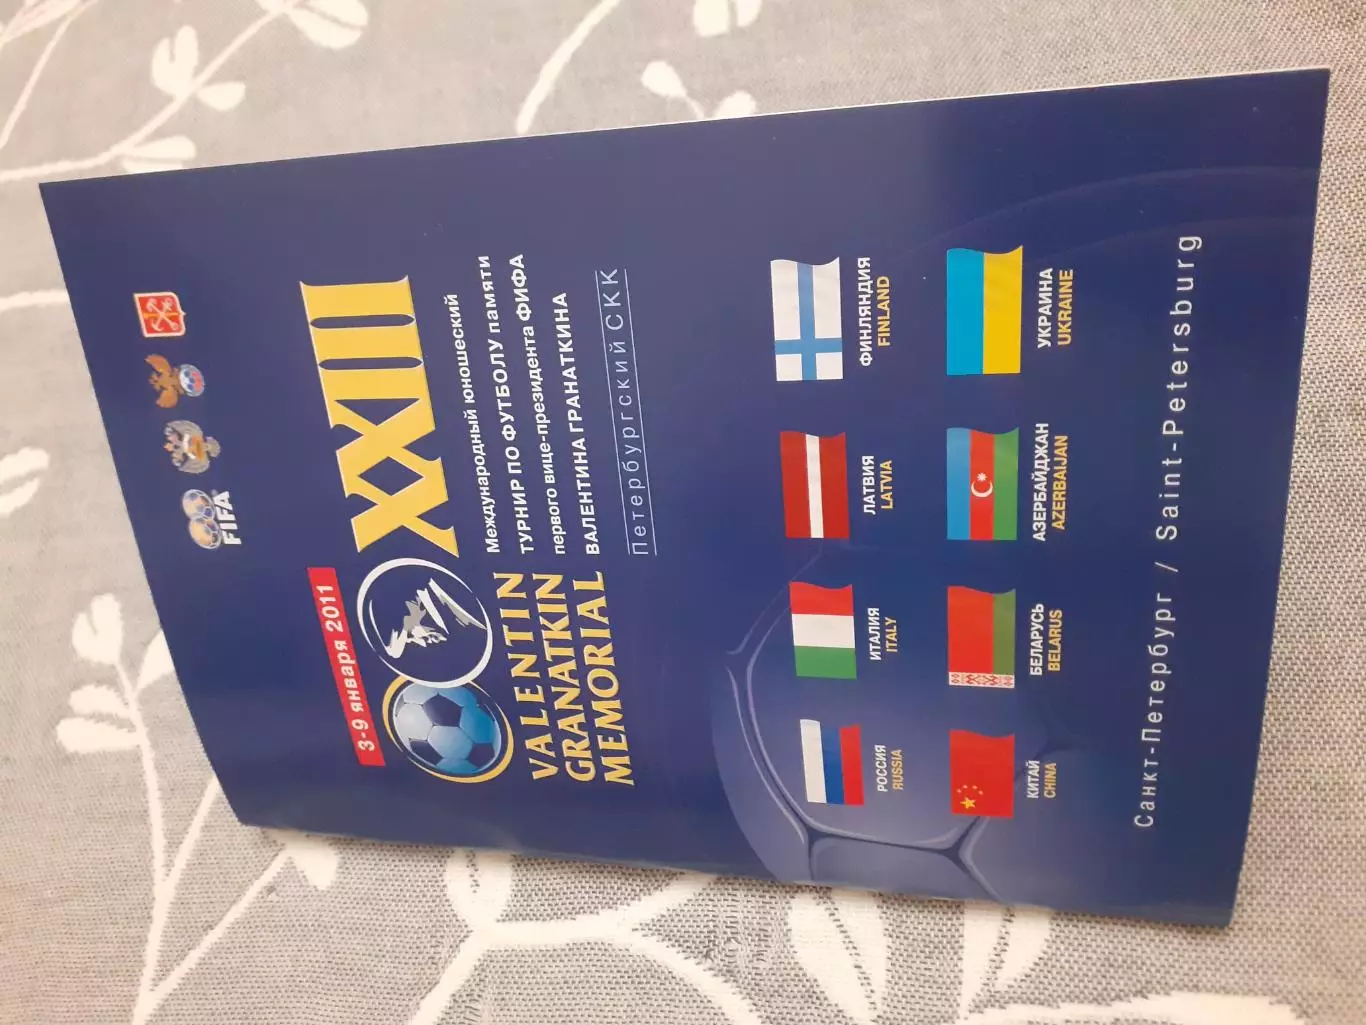 FIFA
3-9 января 2011
XXIII
VALENTIN
GRANATKIN
MEMORIAL
Международный юношеский
ТУРНИР ПО ФУТБОЛУ памяти
первого вице-президента ФИФА
ВАЛЕНТИНА ГРАНАТКИНА
Петербургский СКК
РОССИЯ
RUSSIA
ИТАЛИЯ
ITALY
ЛАТВИЯ
LATVIA
ФИНЛЯНДИЯ
FINLAND
КИТАЙ
CHINA
БЕЛАРУСЬ
BELARUS
АЗЕРБАЙДЖАН
AZERBAIJAN
УКРАИНА
UKRAINE
Санкт-Петербург / Saint-Petersburg